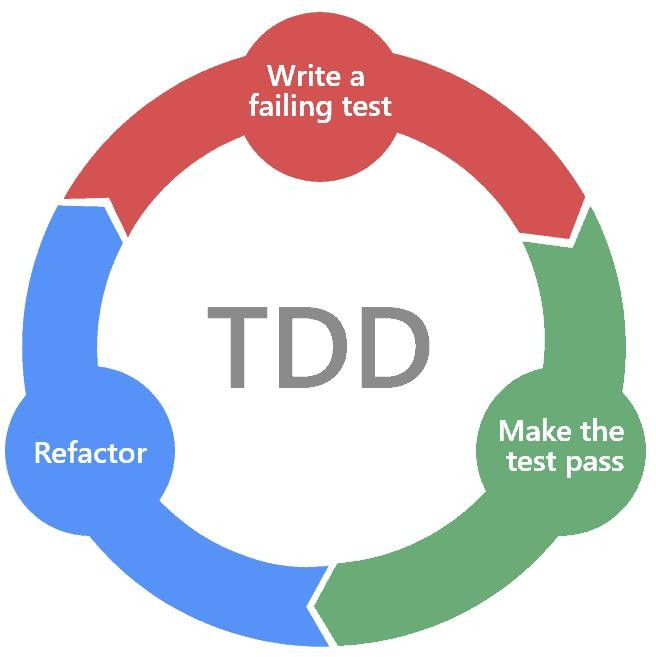 Write a
failing test
TDD
Make the
test pass
Refactor